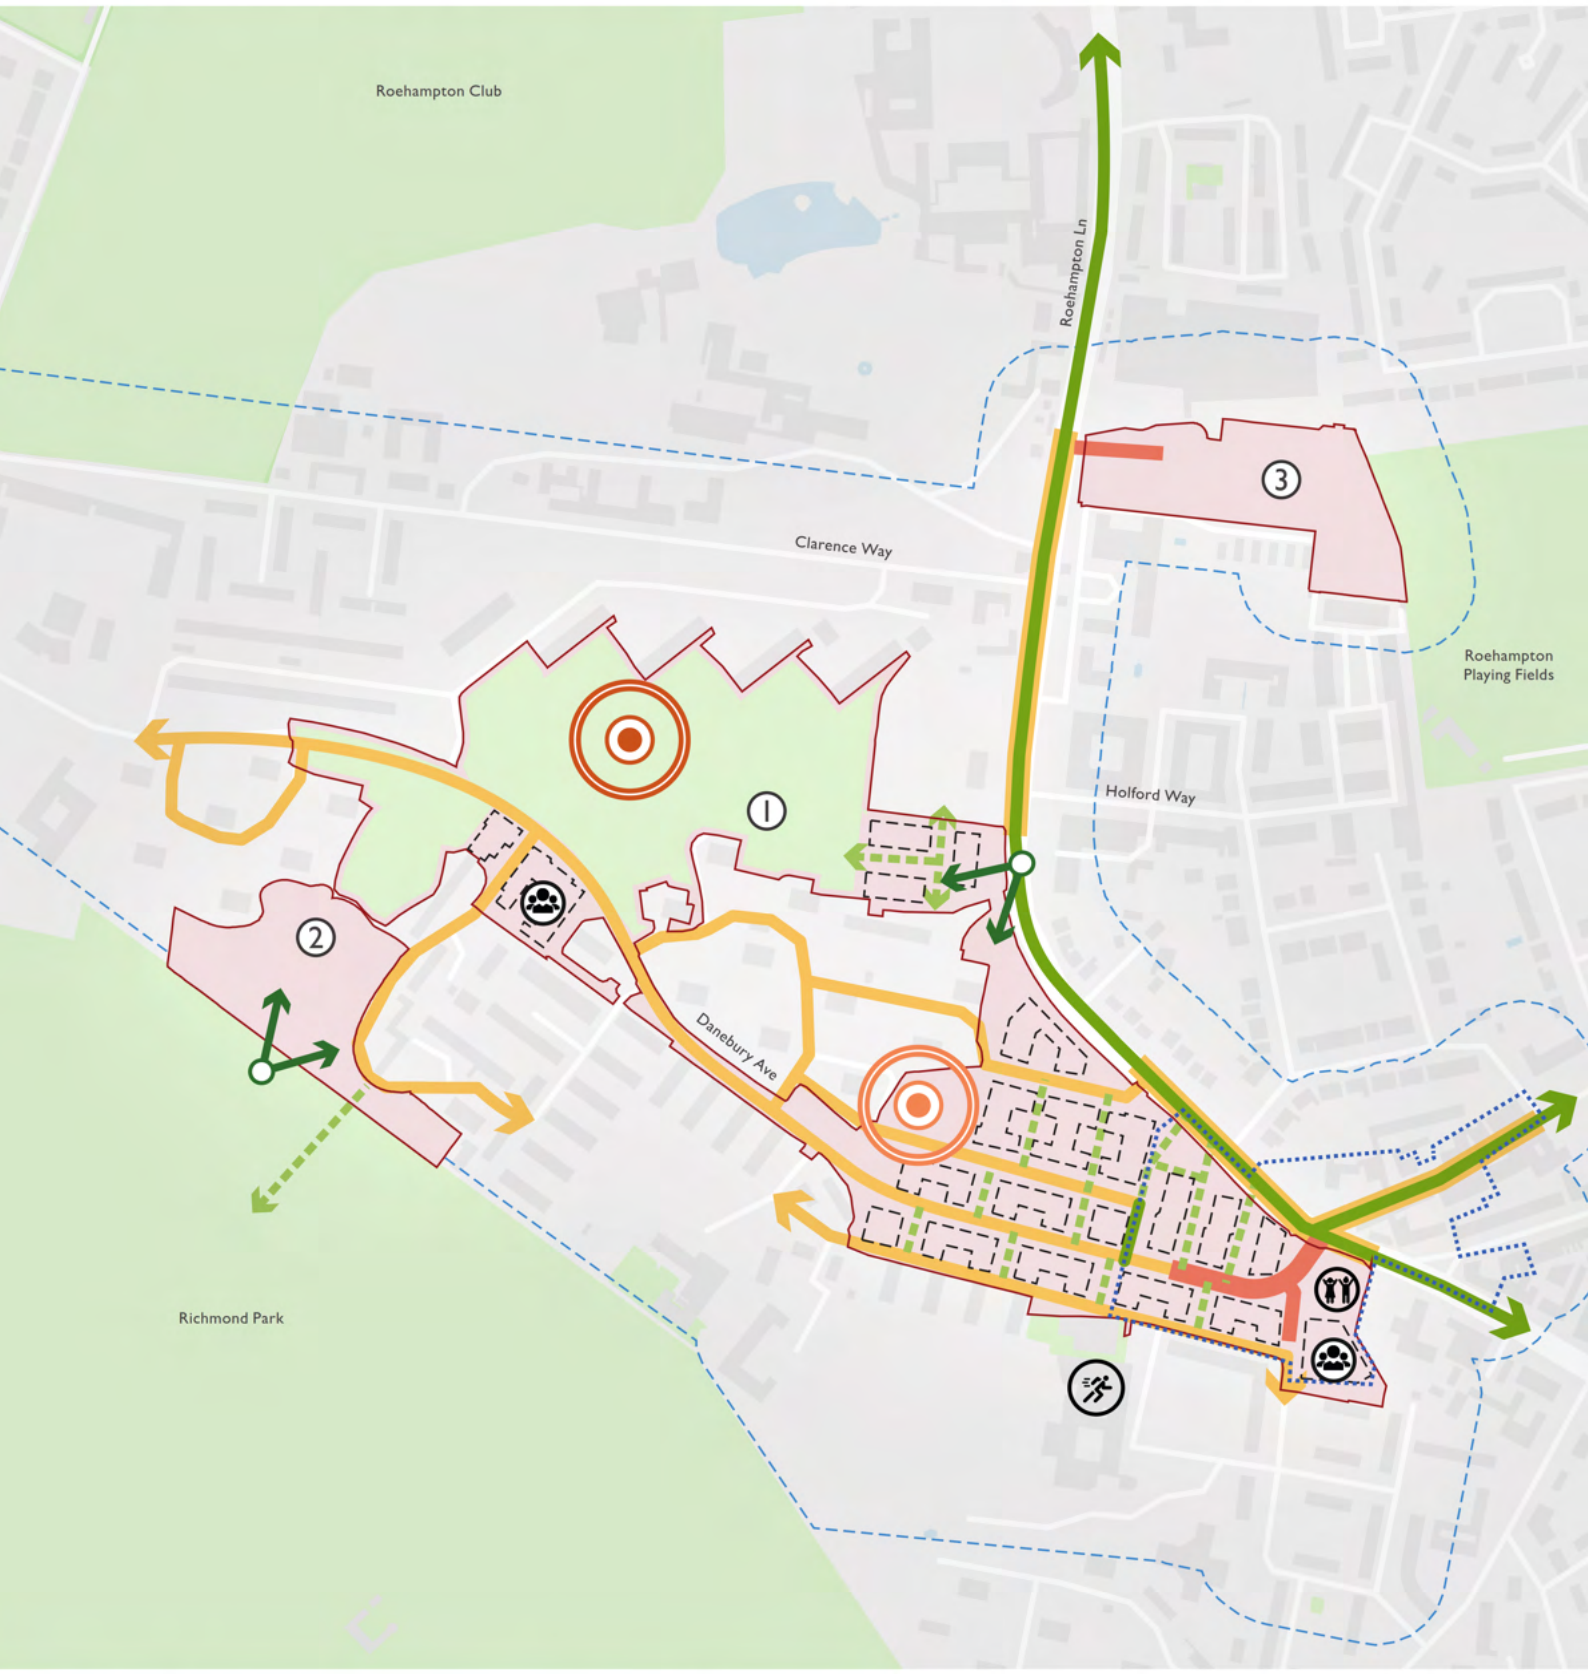 Roehampton Club
Roehampton Ln
3
Clarence Way
Roehampton
Playing Fields
Holford Way
1
2
Danebury Ave
Richmond Park